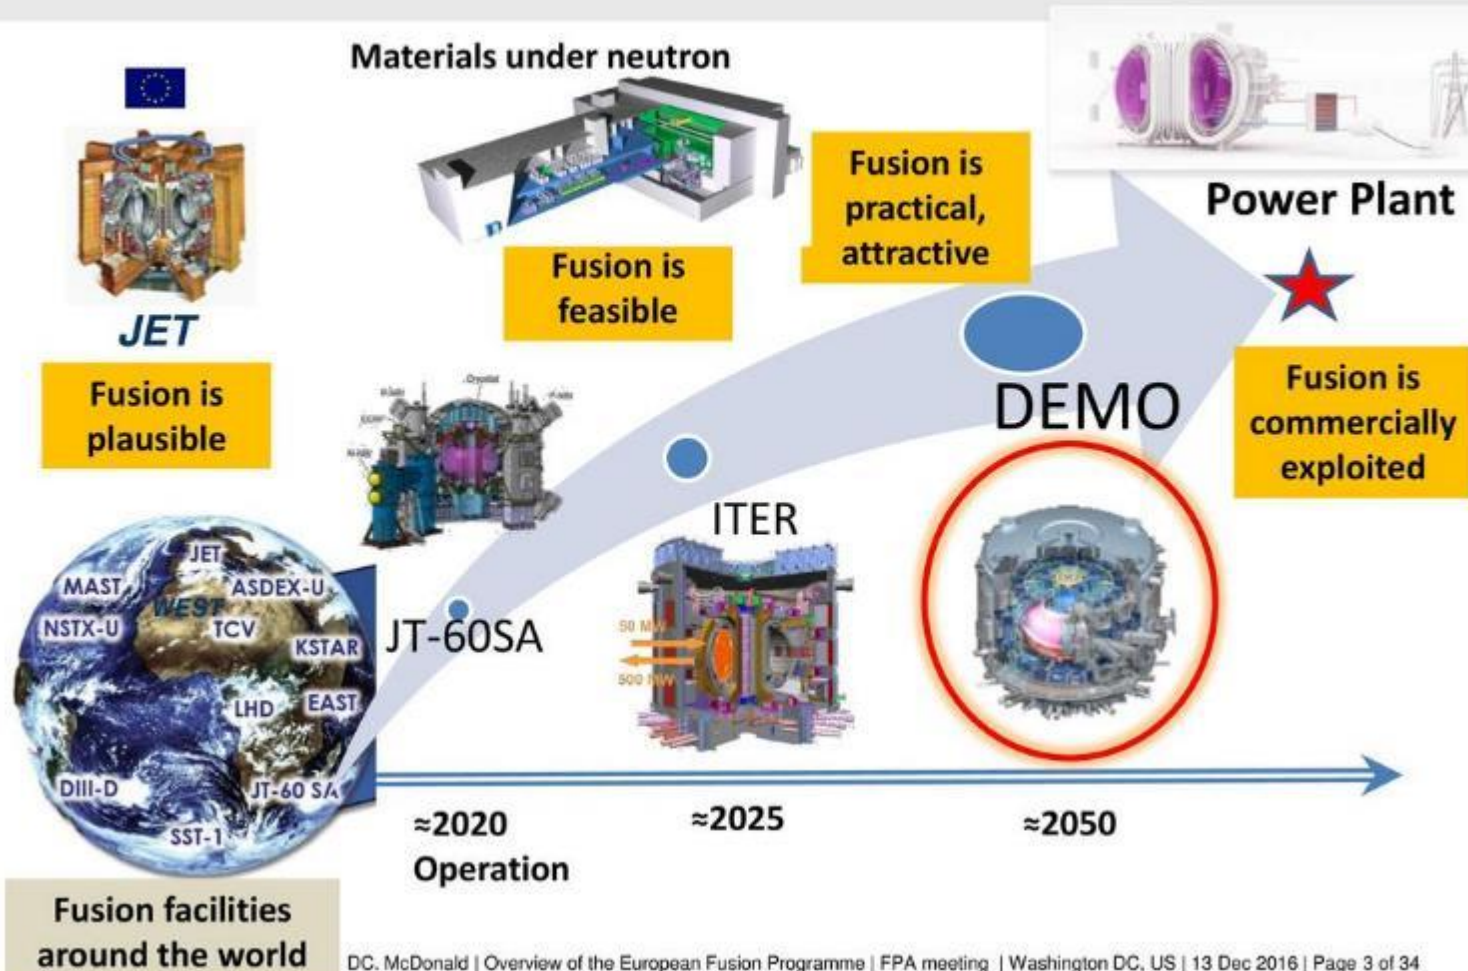 Materials under neutron
Fusion is
practical,
attractive
Power Plant
Fusion is
feasible
JET
Fusion is
plausible
Fusion is
commercially
exploited
DEMO
Crystat
ITER
JT-60SA
50 MW
500 MW
JET
MAST
ASDEX-U
WEST
NSTX-U
TCV
KSTAR
LHD
EAST
DIII-D
JT-60 SA
SST-1
≈2020
Operation
≈2025
≈2050
Fusion facilities
around the world
DC. McDonald | Overview of the European Fusion Programme | FPA meeting | Washington DC, US | 13 Dec 2016 | Page 3 of 34